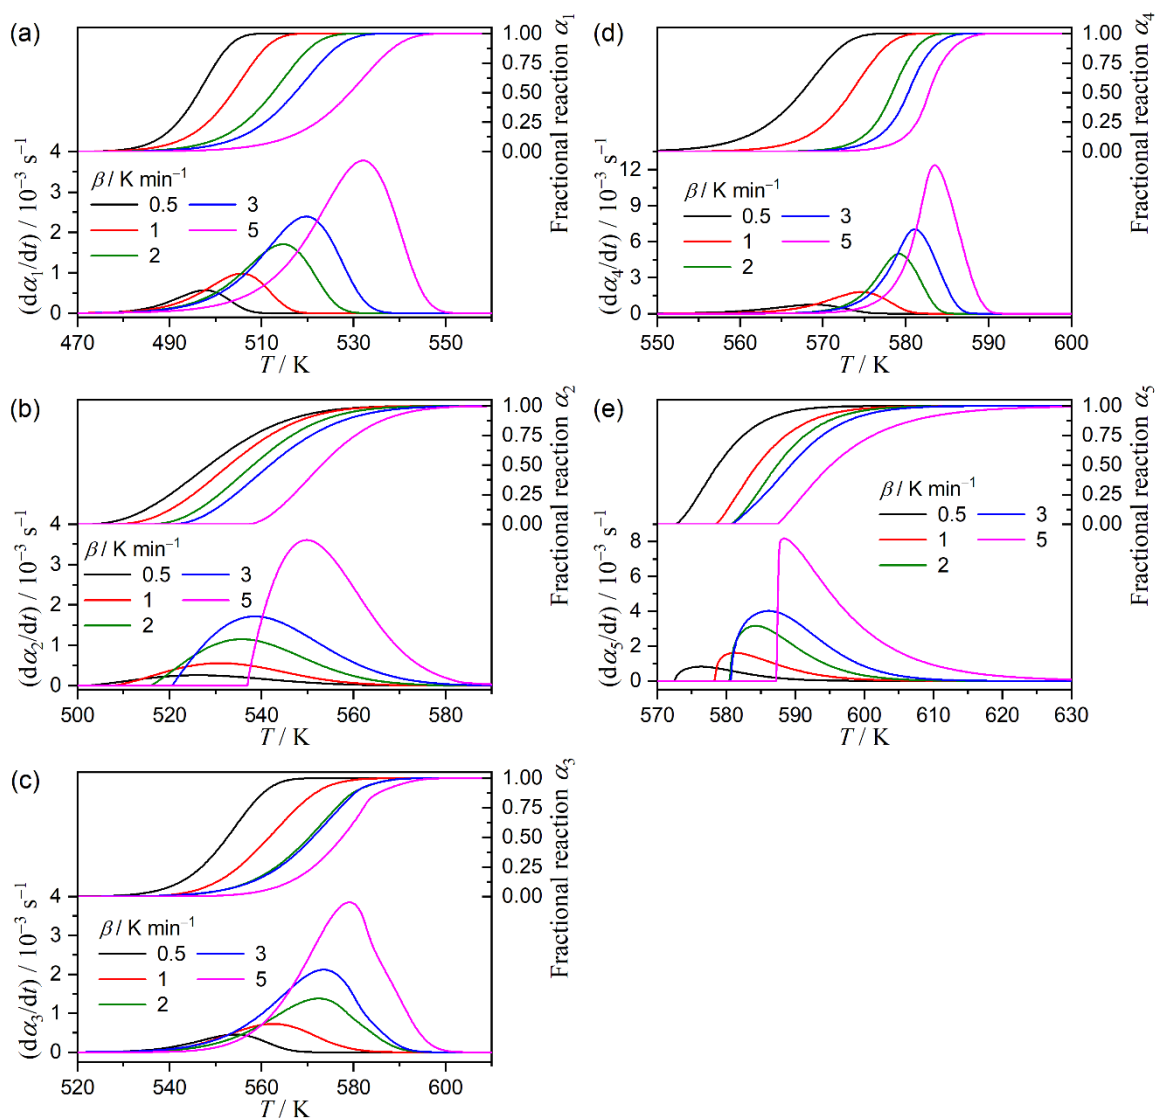 (a)
Fractional reaction α1
1.00
0.75
0.50
0.25
0.00
(dα1/dt) / 10−3 s−1
4
3
2
1
0
β / K min−1
0.5
3
1
5
2
470 490 510 530 550
T / K
(b)
Fractional reaction α2
1.00
0.75
0.50
0.25
0.00
(dα2/dt) / 10−3 s−1
4
3
2
1
0
β / K min−1
0.5
3
1
5
2
500 520 540 560 580
T / K
(c)
Fractional reaction α3
1.00
0.75
0.50
0.25
0.00
(dα3/dt) / 10−3 s−1
4
3
2
1
0
β / K min−1
0.5
3
1
5
2
520 540 560 580 600
T / K
(d)
Fractional reaction α4
1.00
0.75
0.50
0.25
0.00
(dα4/dt) / 10−3 s−1
12
9
6
3
0
β / K min−1
0.5
3
1
5
2
550 560 570 580 590 600
T / K
(e)
Fractional reaction α5
1.00
0.75
0.50
0.25
0.00
(dα5/dt) / 10−3 s−1
8
6
4
2
0
β / K min−1
0.5
3
1
5
2
570 580 590 600 610 620 630
T / K